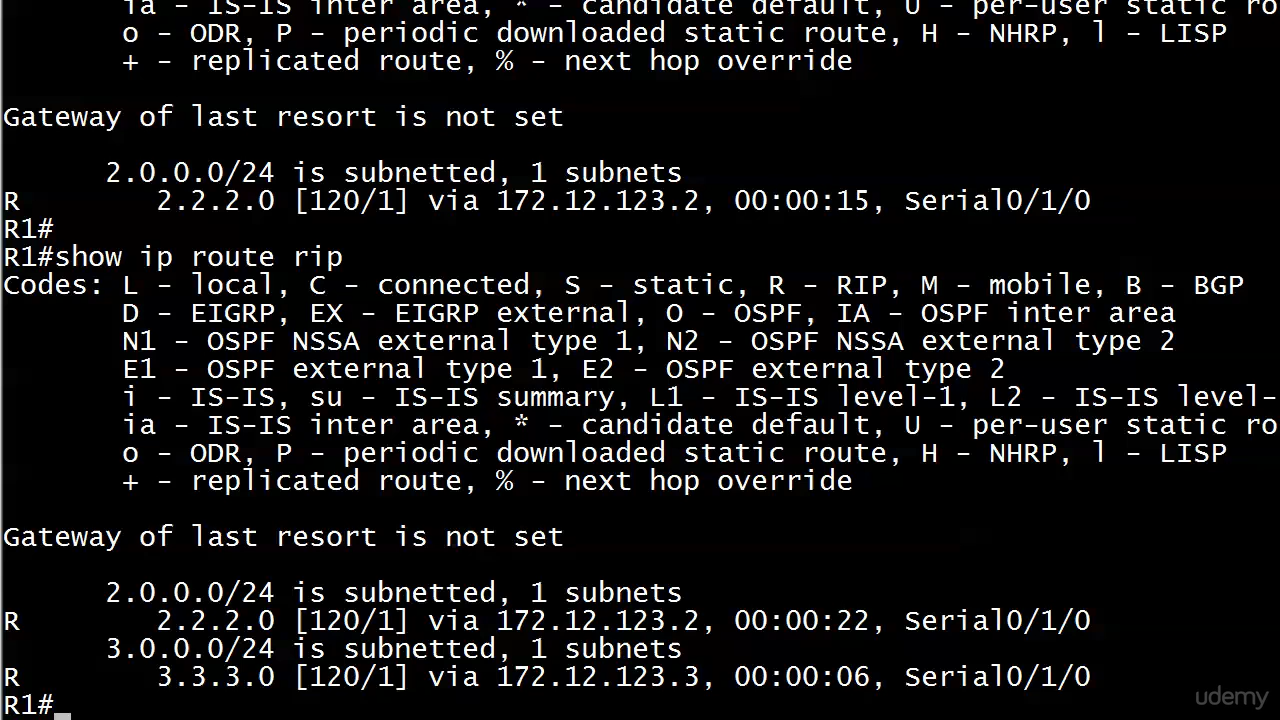 ia - IS-IS inter area, * - candidate default, U - per-user static ro
o - ODR, P - periodic downloaded static route, H - NHRP, l - LISP
+ - replicated route, % - next hop override
Gateway of last resort is not set
2.0.0.0/24 is subnetted, 1 subnets
R 2.2.2.0 [120/1] via 172.12.123.2, 00:00:15, Serial0/1/0
R1#
R1#show ip route rip
Codes: L - local, C - connected, S - static, R - RIP, M - mobile, B - BGP
D - EIGRP, EX - EIGRP external, O - OSPF, IA - OSPF inter area
N1 - OSPF NSSA external type 1, N2 - OSPF NSSA external type 2
E1 - OSPF external type 1, E2 - OSPF external type 2
i - IS-IS, su - IS-IS summary, L1 - IS-IS level-1, L2 - IS-IS level-
ia - IS-IS inter area, * - candidate default, U - per-user static ro
o - ODR, P - periodic downloaded static route, H - NHRP, l - LISP
+ - replicated route, % - next hop override
Gateway of last resort is not set
2.0.0.0/24 is subnetted, 1 subnets
R 2.2.2.0 [120/1] via 172.12.123.2, 00:00:22, Serial0/1/0
3.0.0.0/24 is subnetted, 1 subnets
R 3.3.3.0 [120/1] via 172.12.123.3, 00:00:06, Serial0/1/0
R1#
udemy